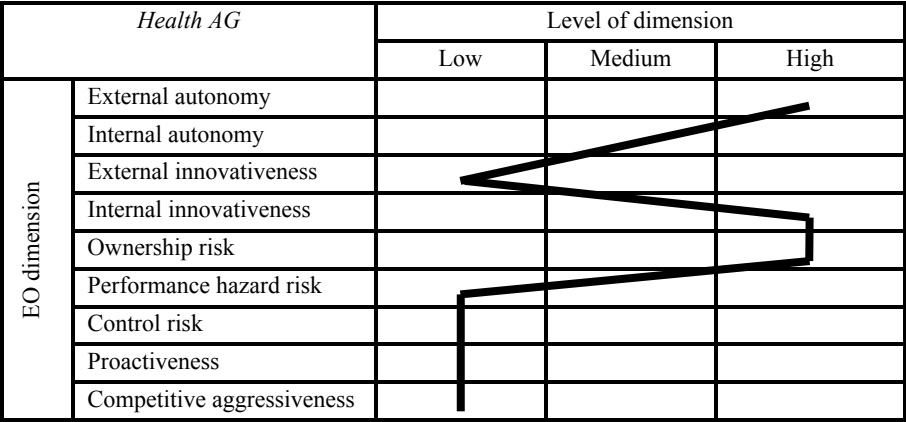 Health AG
Level of dimension
Low Medium High
EO dimension
External autonomy
Internal autonomy
External innovativeness
Internal innovativeness
Ownership risk
Performance hazard risk
Control risk
Proactiveness
Competitive aggressiveness